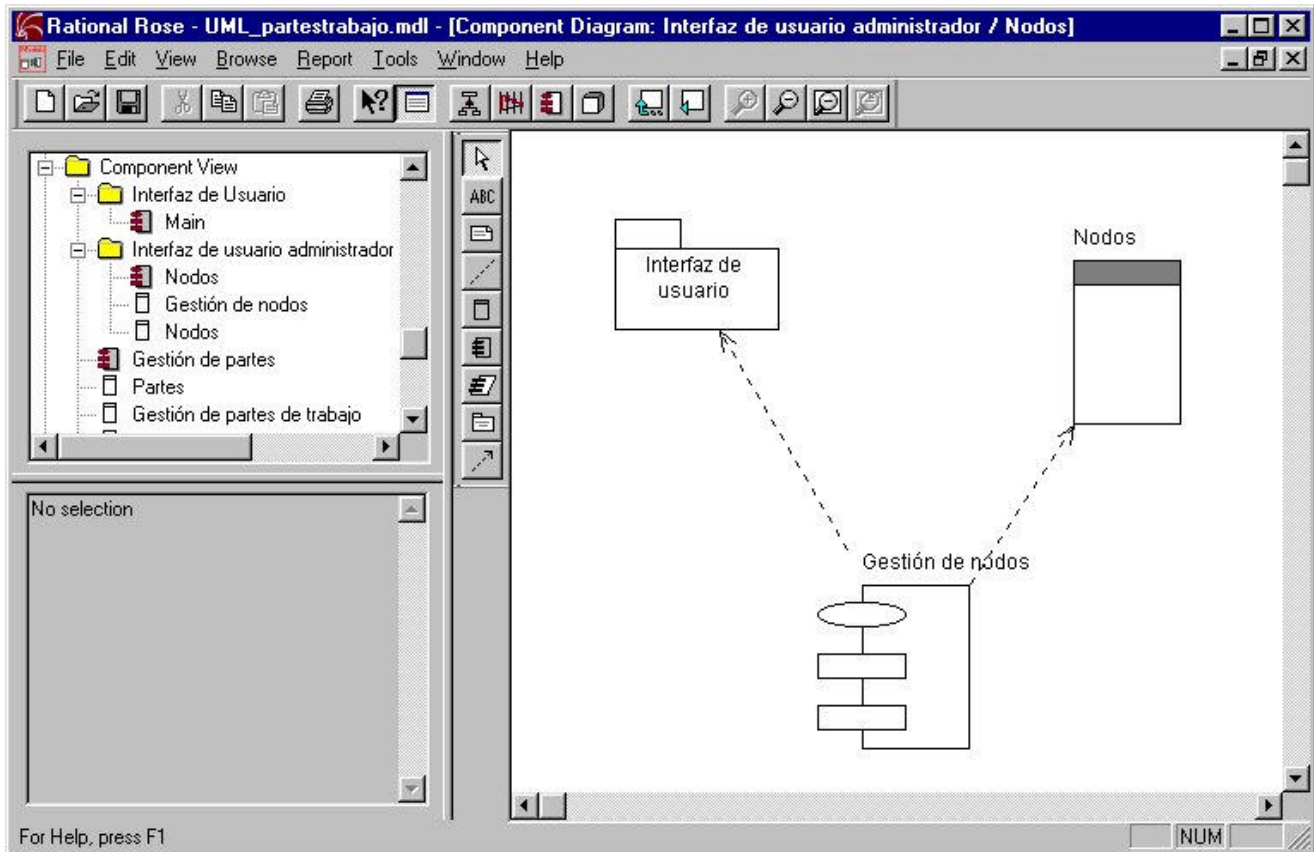 Rational Rose - UML_partestrabajo.mdl - [Component Diagram: Interfaz de usuario administrador / Nodos]
File Edit View Browse Report Tools Window Help
Component View
Interfaz de Usuario
Main
Interfaz de usuario administrador
Nodos
Gestión de nodos
Nodos
Gestión de partes
Partes
Gestión de partes de trabajo
No selection
ABC
Interfaz de
usuario
Nodos
Gestión de nodos
For Help, press F1
NUM